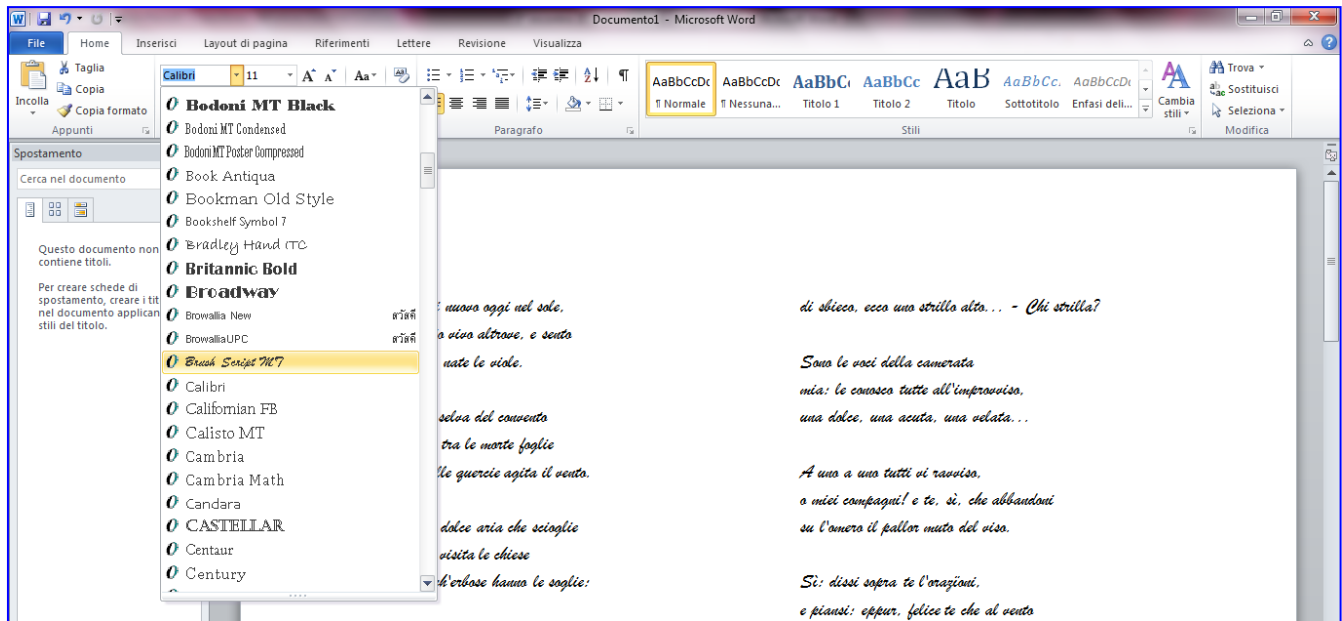 Documento1 - Microsoft Word
File Home Inserisci Layout di pagina Riferimenti Lettere Revisione Visualizza
Incolla
Taglia
Copia
Copia formato
Appunti
Calibri 11
Paragrafo
AaBbCcDc AaBbCcDc AaBbC AaBbCc AaB AaBbCc. AaBbCcDc
¶ Normale ¶ Nessuna... Titolo 1 Titolo 2 Titolo Sottotitolo Enfasi deli...
Stili
Cambia
stili
Trova
Sostituisci
Seleziona
Modifica
Spostamento
Cerca nel documento
Questo documento non
contiene titoli.
Per creare schede di
spostamento, creare i tit
nel documento applican
stili del titolo.
Bodoni MT Black
Bodoni MT Condensed
Bodoni MT Poster Compressed
Book Antiqua
Bookman Old Style
Bookshelf Symbol 7
Bradley Hand ITC
Britannic Bold
Broadway
Browallia New สวัสดี
BrowalliaUPC สวัสดี
Brush Script MT
Calibri
Californian FB
Calisto MT
Cambria
Cambria Math
Candara
CASTELLAR
Centaur
Century
nuovo oggi nel sole,
vivo altrove, e sento
nate le viole.
selva del convento
tra le morte foglie
lle quercie agita il vento.
dolce aria che scioglie
visita le chiese
h'erbose hanno le soglie:
di sbieco, ecco uno strillo alto... - Chi strilla?
Sono le voci della camerata
mia: le conosco tutte all'improvviso,
una dolce, una acuta, una velata...
A uno a uno tutti vi ravviso,
o miei compagni! e te, sì, che abbandoni
su l'omero il pallor muto del viso.
Sì: dissi sopra te l'orazïoni,
e piansi: eppur, felice te che al vento